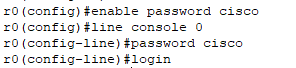 r0(config)#enable password cisco
r0(config)#line console 0
r0(config-line)#password cisco
r0(config-line)#login